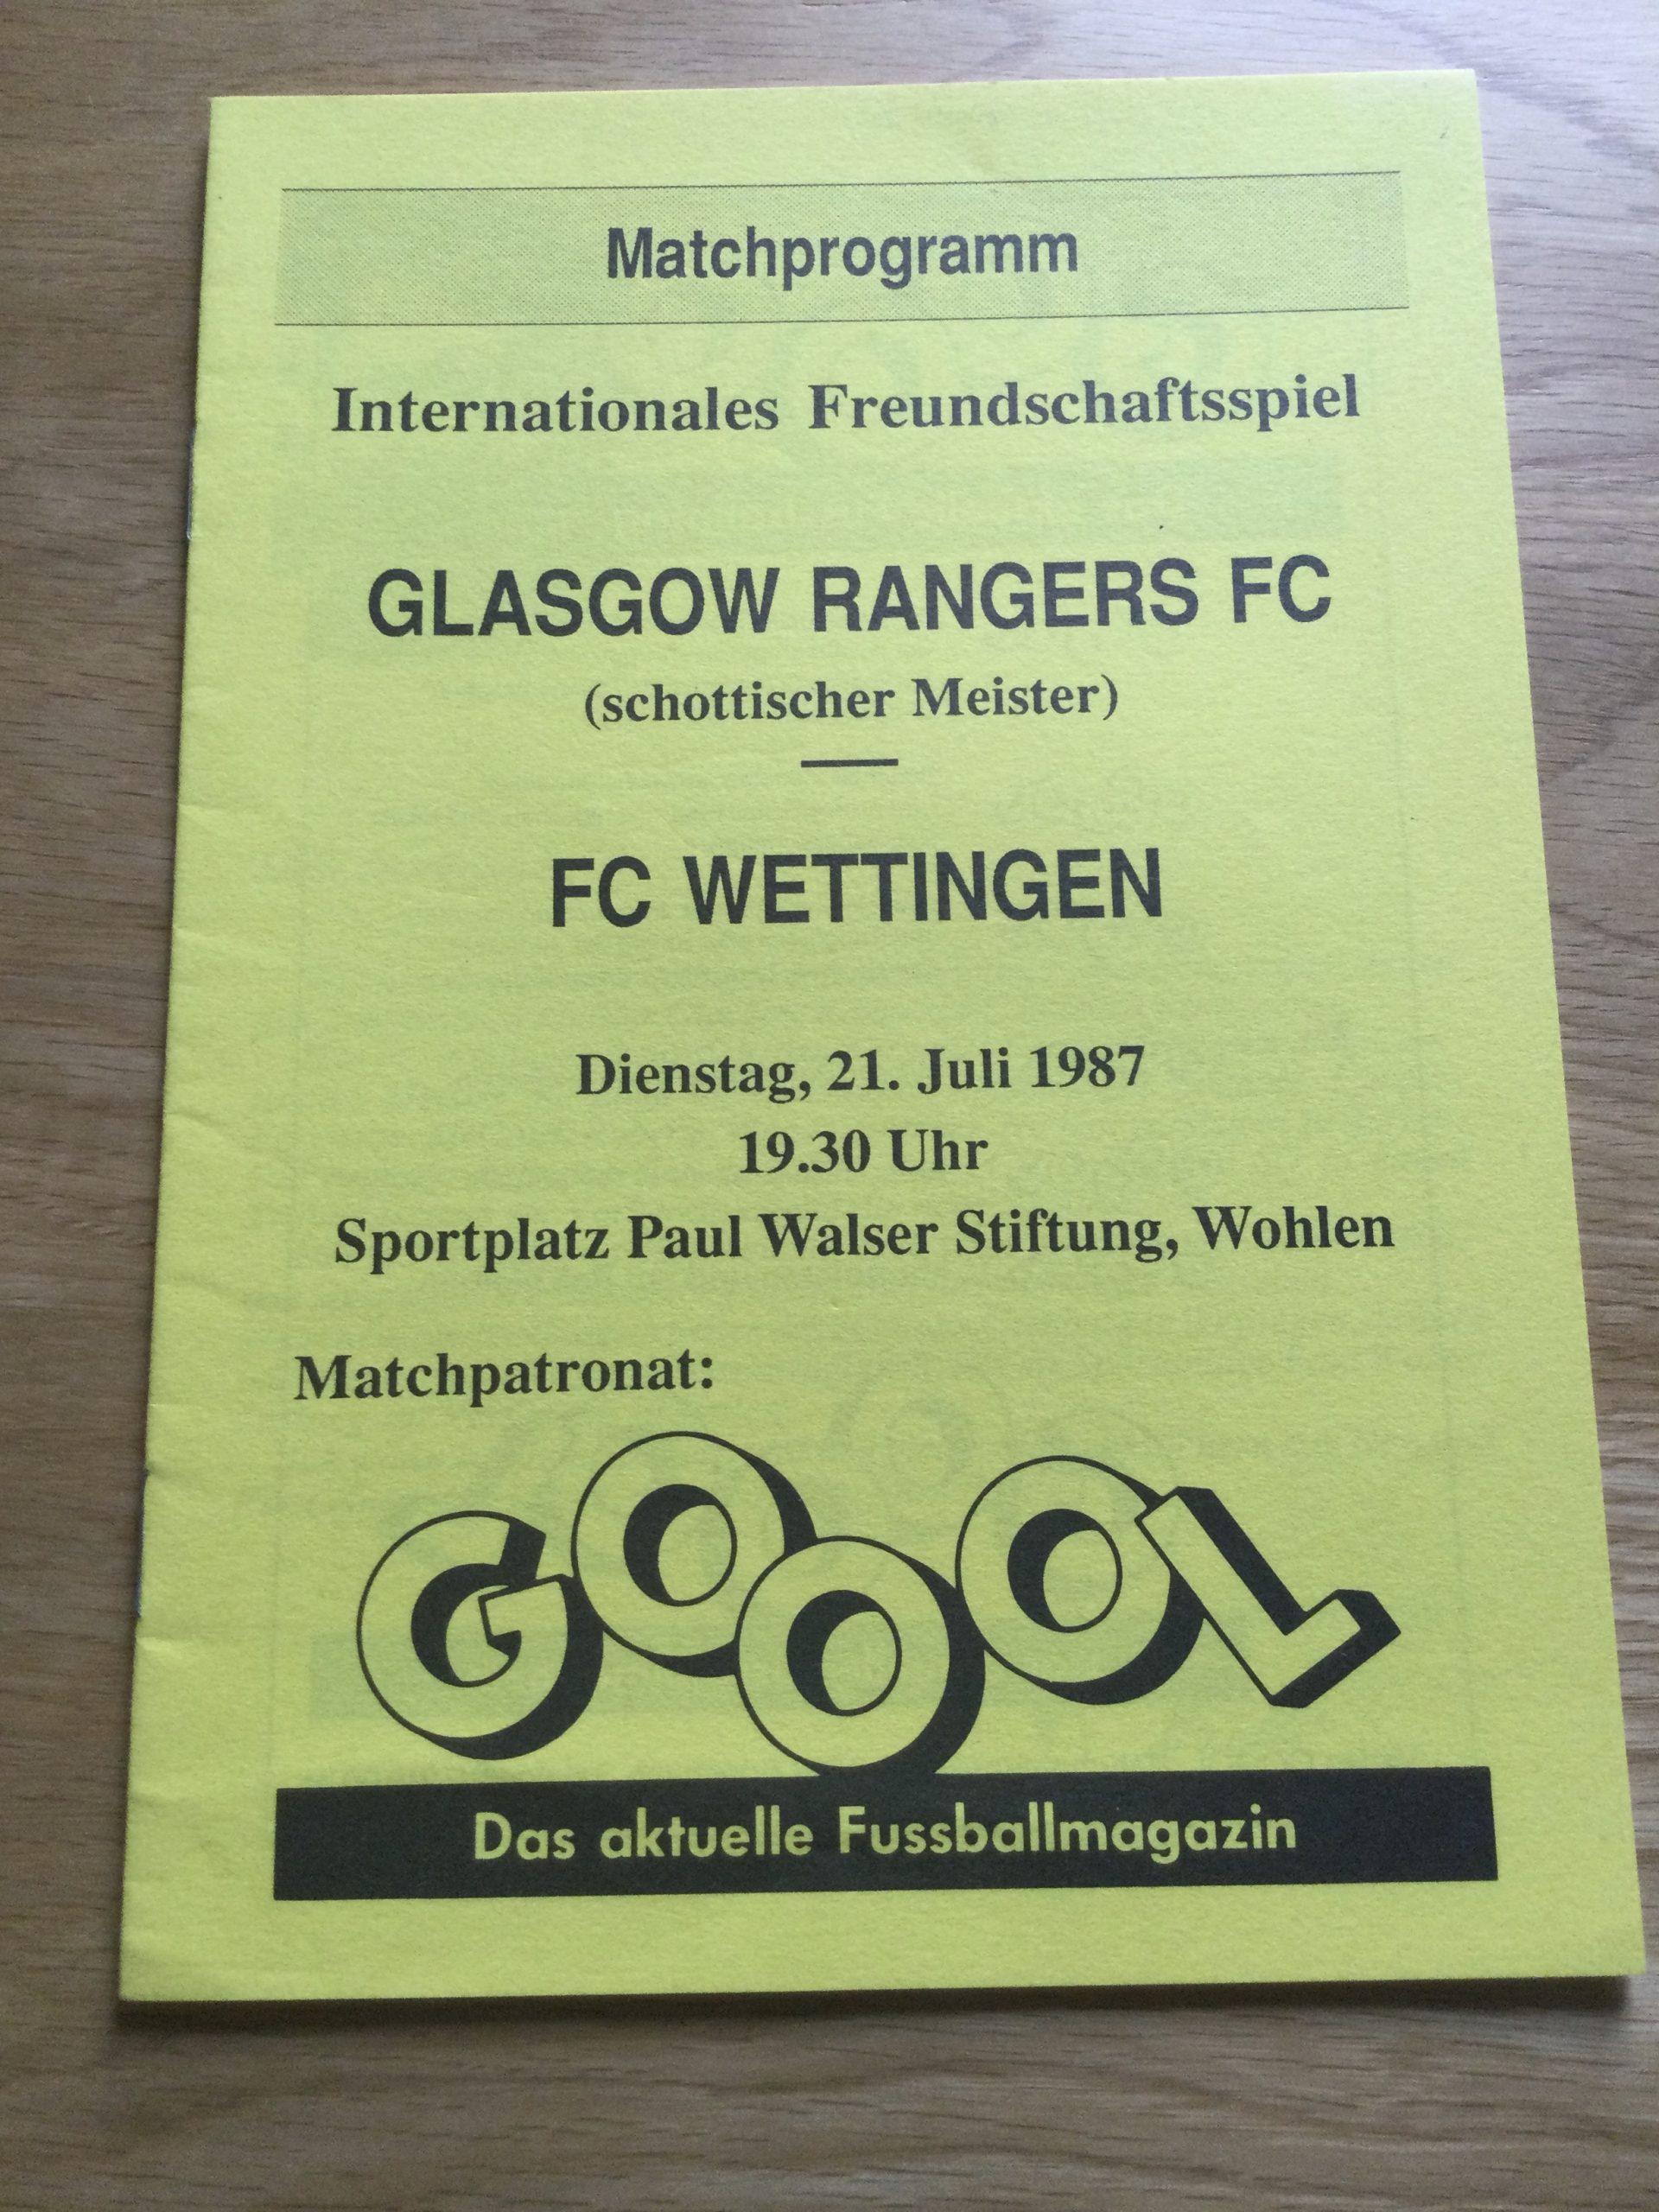 Matchprogramm
Internationales Freundschaftsspiel
GLASGOW RANGERS FC
(schottischer Meister)
—
FC WETTINGEN
Dienstag, 21. Juli 1987
19.30 Uhr
Sportplatz Paul Walser Stiftung, Wohlen
Matchpatronat:
GOOOL
Das aktuelle Fussballmagazin